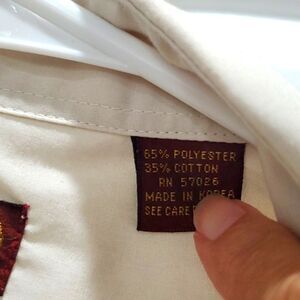 65% POLYESTER
35% COTTON
RN 57026
MADE IN KOREA
SEE CARE